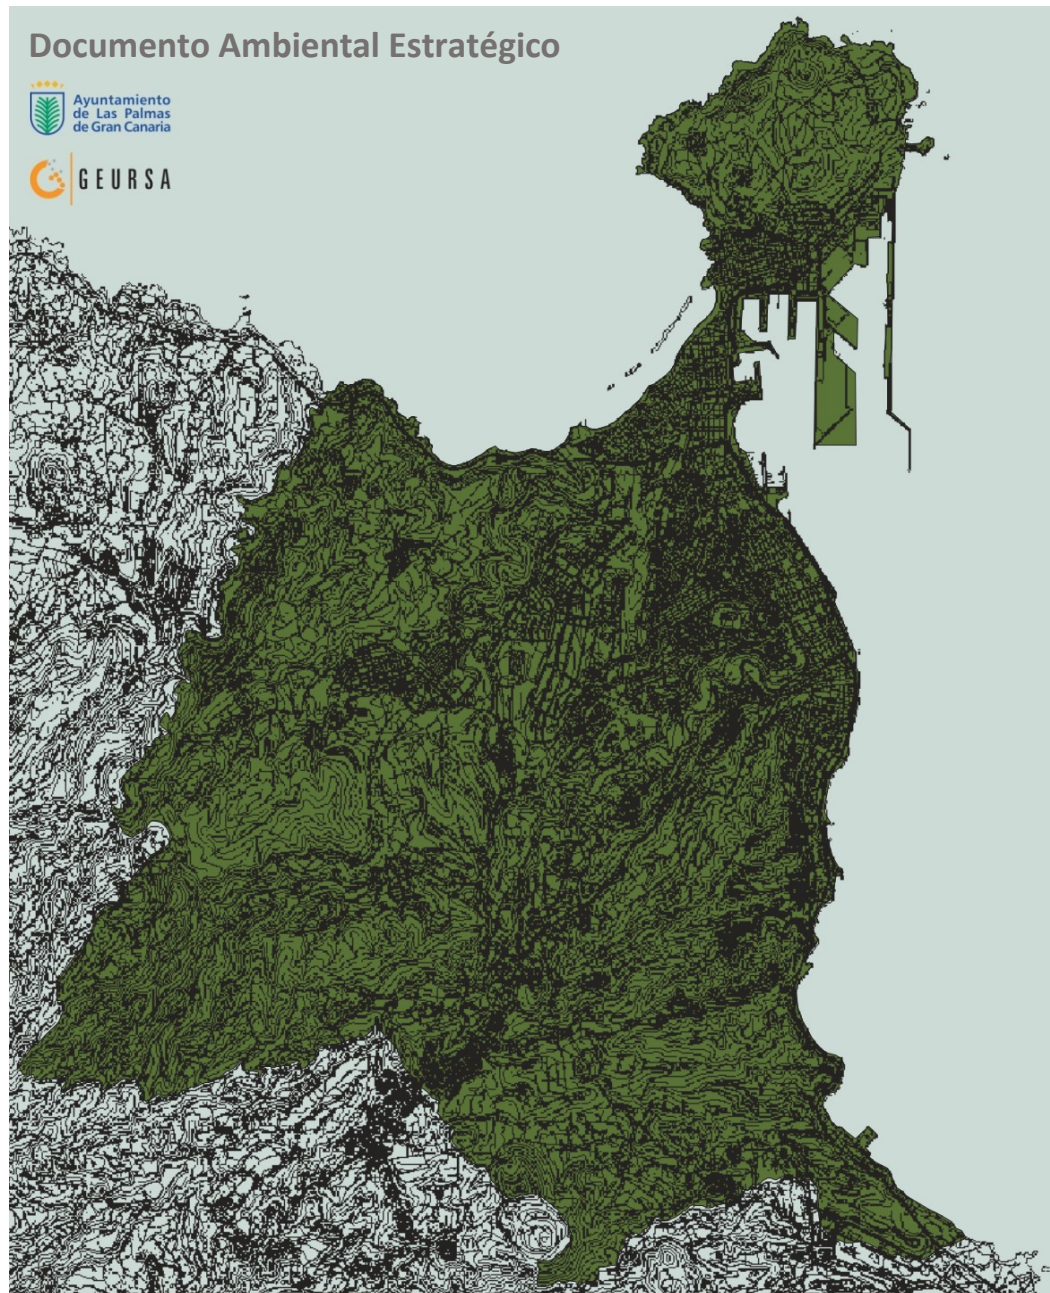 Documento Ambiental Estratégico
Ayuntamiento
de Las Palmas
de Gran Canaria
GEURSA